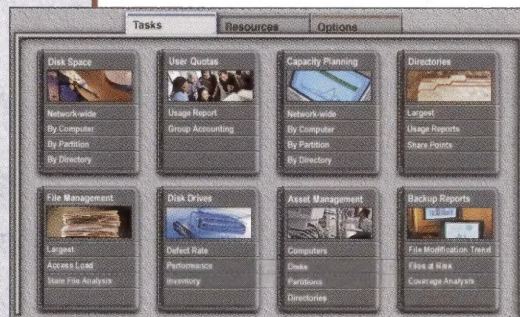 Tasks
Resources
Options
Disk Space
Network-wide
By Computer
By Partition
By Directory
User Quotas
Usage Report
Group Accounting
Capacity Planning
Network-wide
By Computer
By Partition
By Directory
Directories
Largest
Usage Reports
Share Points
File Management
Largest
Access Load
Stale File Analysis
Disk Drives
Defect Rate
Performance
Inventory
Asset Management
Computers
Disks
Partitions
Directories
Backup Reports
File Modification Trend
Files at Risk
Coverage Analysis